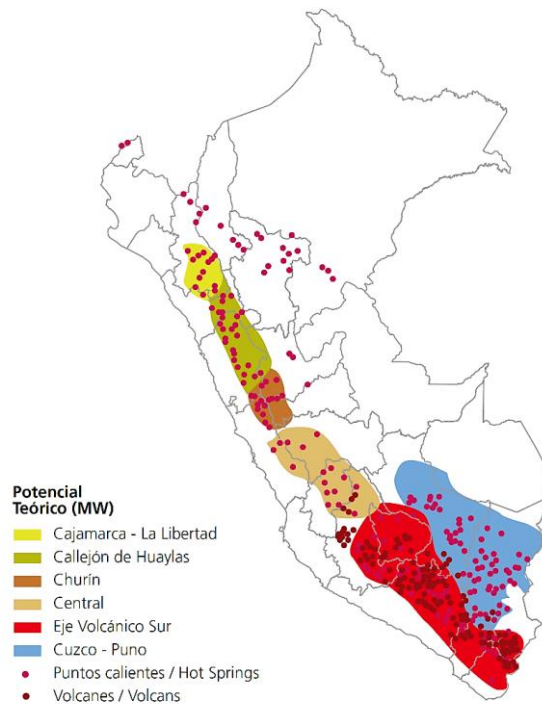 Potencial
Teórico (MW)
Cajamarca - La Libertad
Callejón de Huaylas
Churín
Central
Eje Volcánico Sur
Cuzco - Puno
Puntos calientes / Hot Springs
Volcanes / Volcans